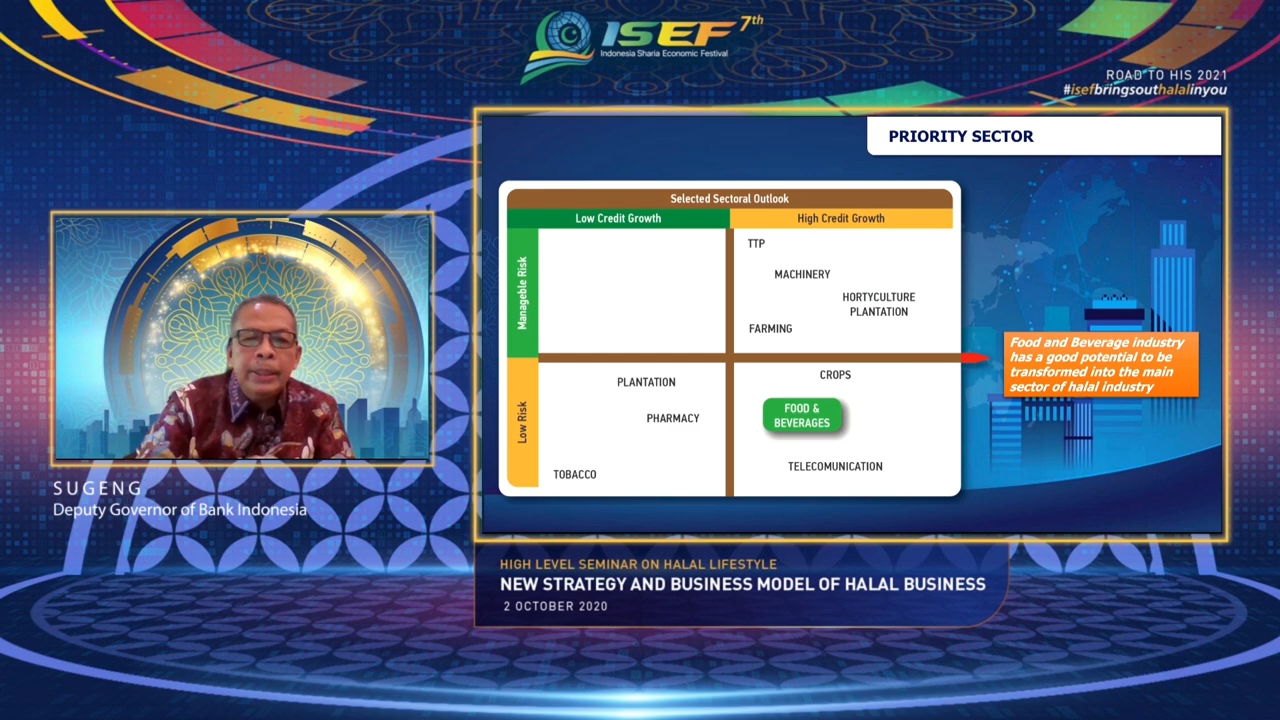 ISEF 7th
Indonesia Sharia Economic Festival
ROAD TO HIS 2021
#isefbringsouthalalinyou
PRIORITY SECTOR
Selected Sectoral Outlook
Low Credit Growth
High Credit Growth
Manageble Risk
TTP
MACHINERY
HORTYCULTURE
PLANTATION
FARMING
Low Risk
PLANTATION
PHARMACY
TOBACCO
CROPS
FOOD &
BEVERAGES
TELECOMUNICATION
Food and Beverage industry
has a good potential to be
transformed into the main
sector of halal industry
SUGENG
Deputy Governor of Bank Indonesia
HIGH LEVEL SEMINAR ON HALAL LIFESTYLE
NEW STRATEGY AND BUSINESS MODEL OF HALAL BUSINESS
2 OCTOBER 2020